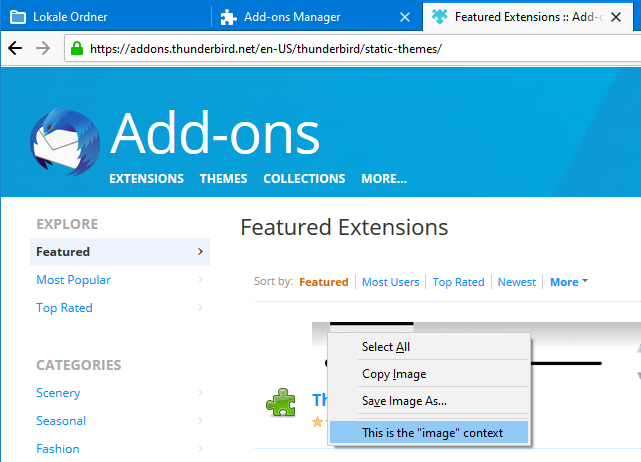 Lokale Ordner
Add-ons Manager
Featured Extensions :: Add-
https://addons.thunderbird.net/en-US/thunderbird/static-themes/
Add-ons
EXTENSIONS THEMES COLLECTIONS MORE...
EXPLORE
Featured
Most Popular
Top Rated
CATEGORIES
Scenery
Seasonal
Fashion
Featured Extensions
Sort by: Featured Most Users Top Rated Newest More
Select All
Copy Image
Save Image As...
This is the "image" context